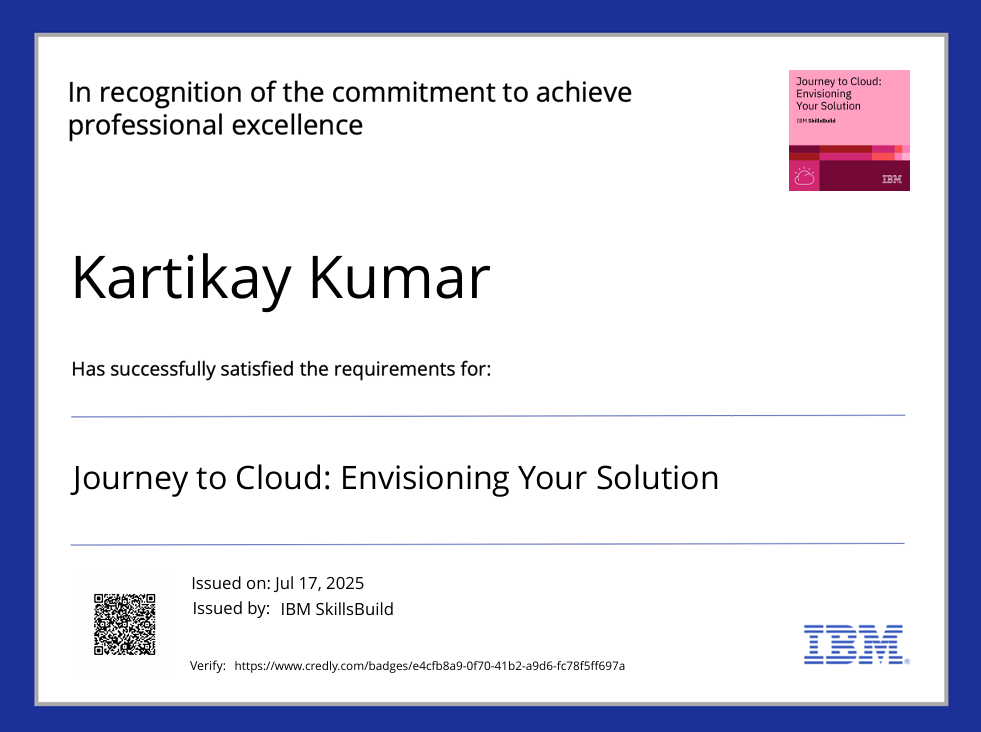 In recognition of the commitment to achieve
professional excellence
Journey to Cloud:
Envisioning
Your Solution
IBM SkillsBuild
IBM
Kartikay Kumar
Has successfully satisfied the requirements for:
Journey to Cloud: Envisioning Your Solution
Issued on: Jul 17, 2025
Issued by: IBM SkillsBuild
Verify: https://www.credly.com/badges/e4cfb8a9-0f70-41b2-a9d6-fc78f5ff697a
IBM®